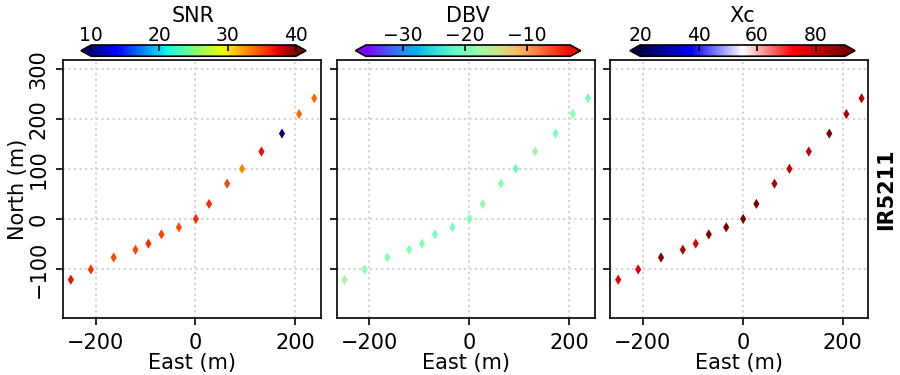 SNR DBV Xc
10 20 30 40 −30 −20 −10 20 40 60 80
300
200
100
0
−100
North (m)
IR5211
−200 0 200 −200 0 200 −200 0 200
East (m) East (m) East (m)